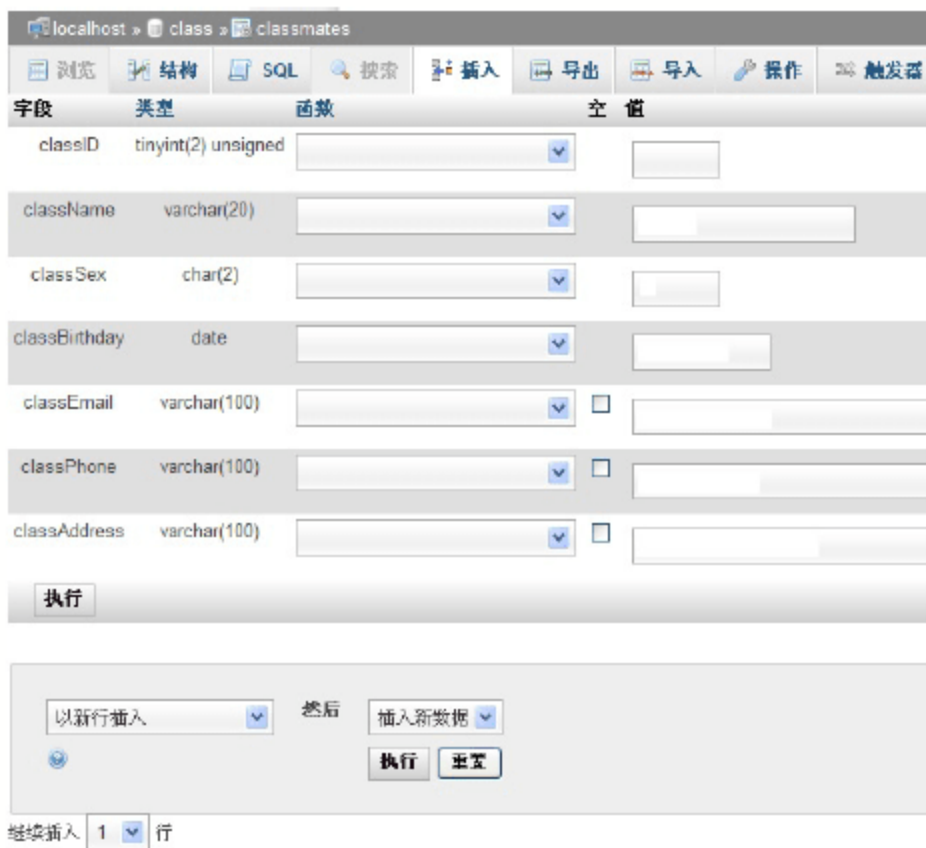 localhost » class » classmates
浏览 结构 SQL 搜索 插入 导出 导入 操作 触发器
字段 类型 函数 空 值
classID tinyint(2) unsigned
className varchar(20)
classSex char(2)
classBirthday date
classEmail varchar(100)
classPhone varchar(100)
classAddress varchar(100)
执行
以新行插入 然后 插入新数据
执行 重置
继续插入 1 行